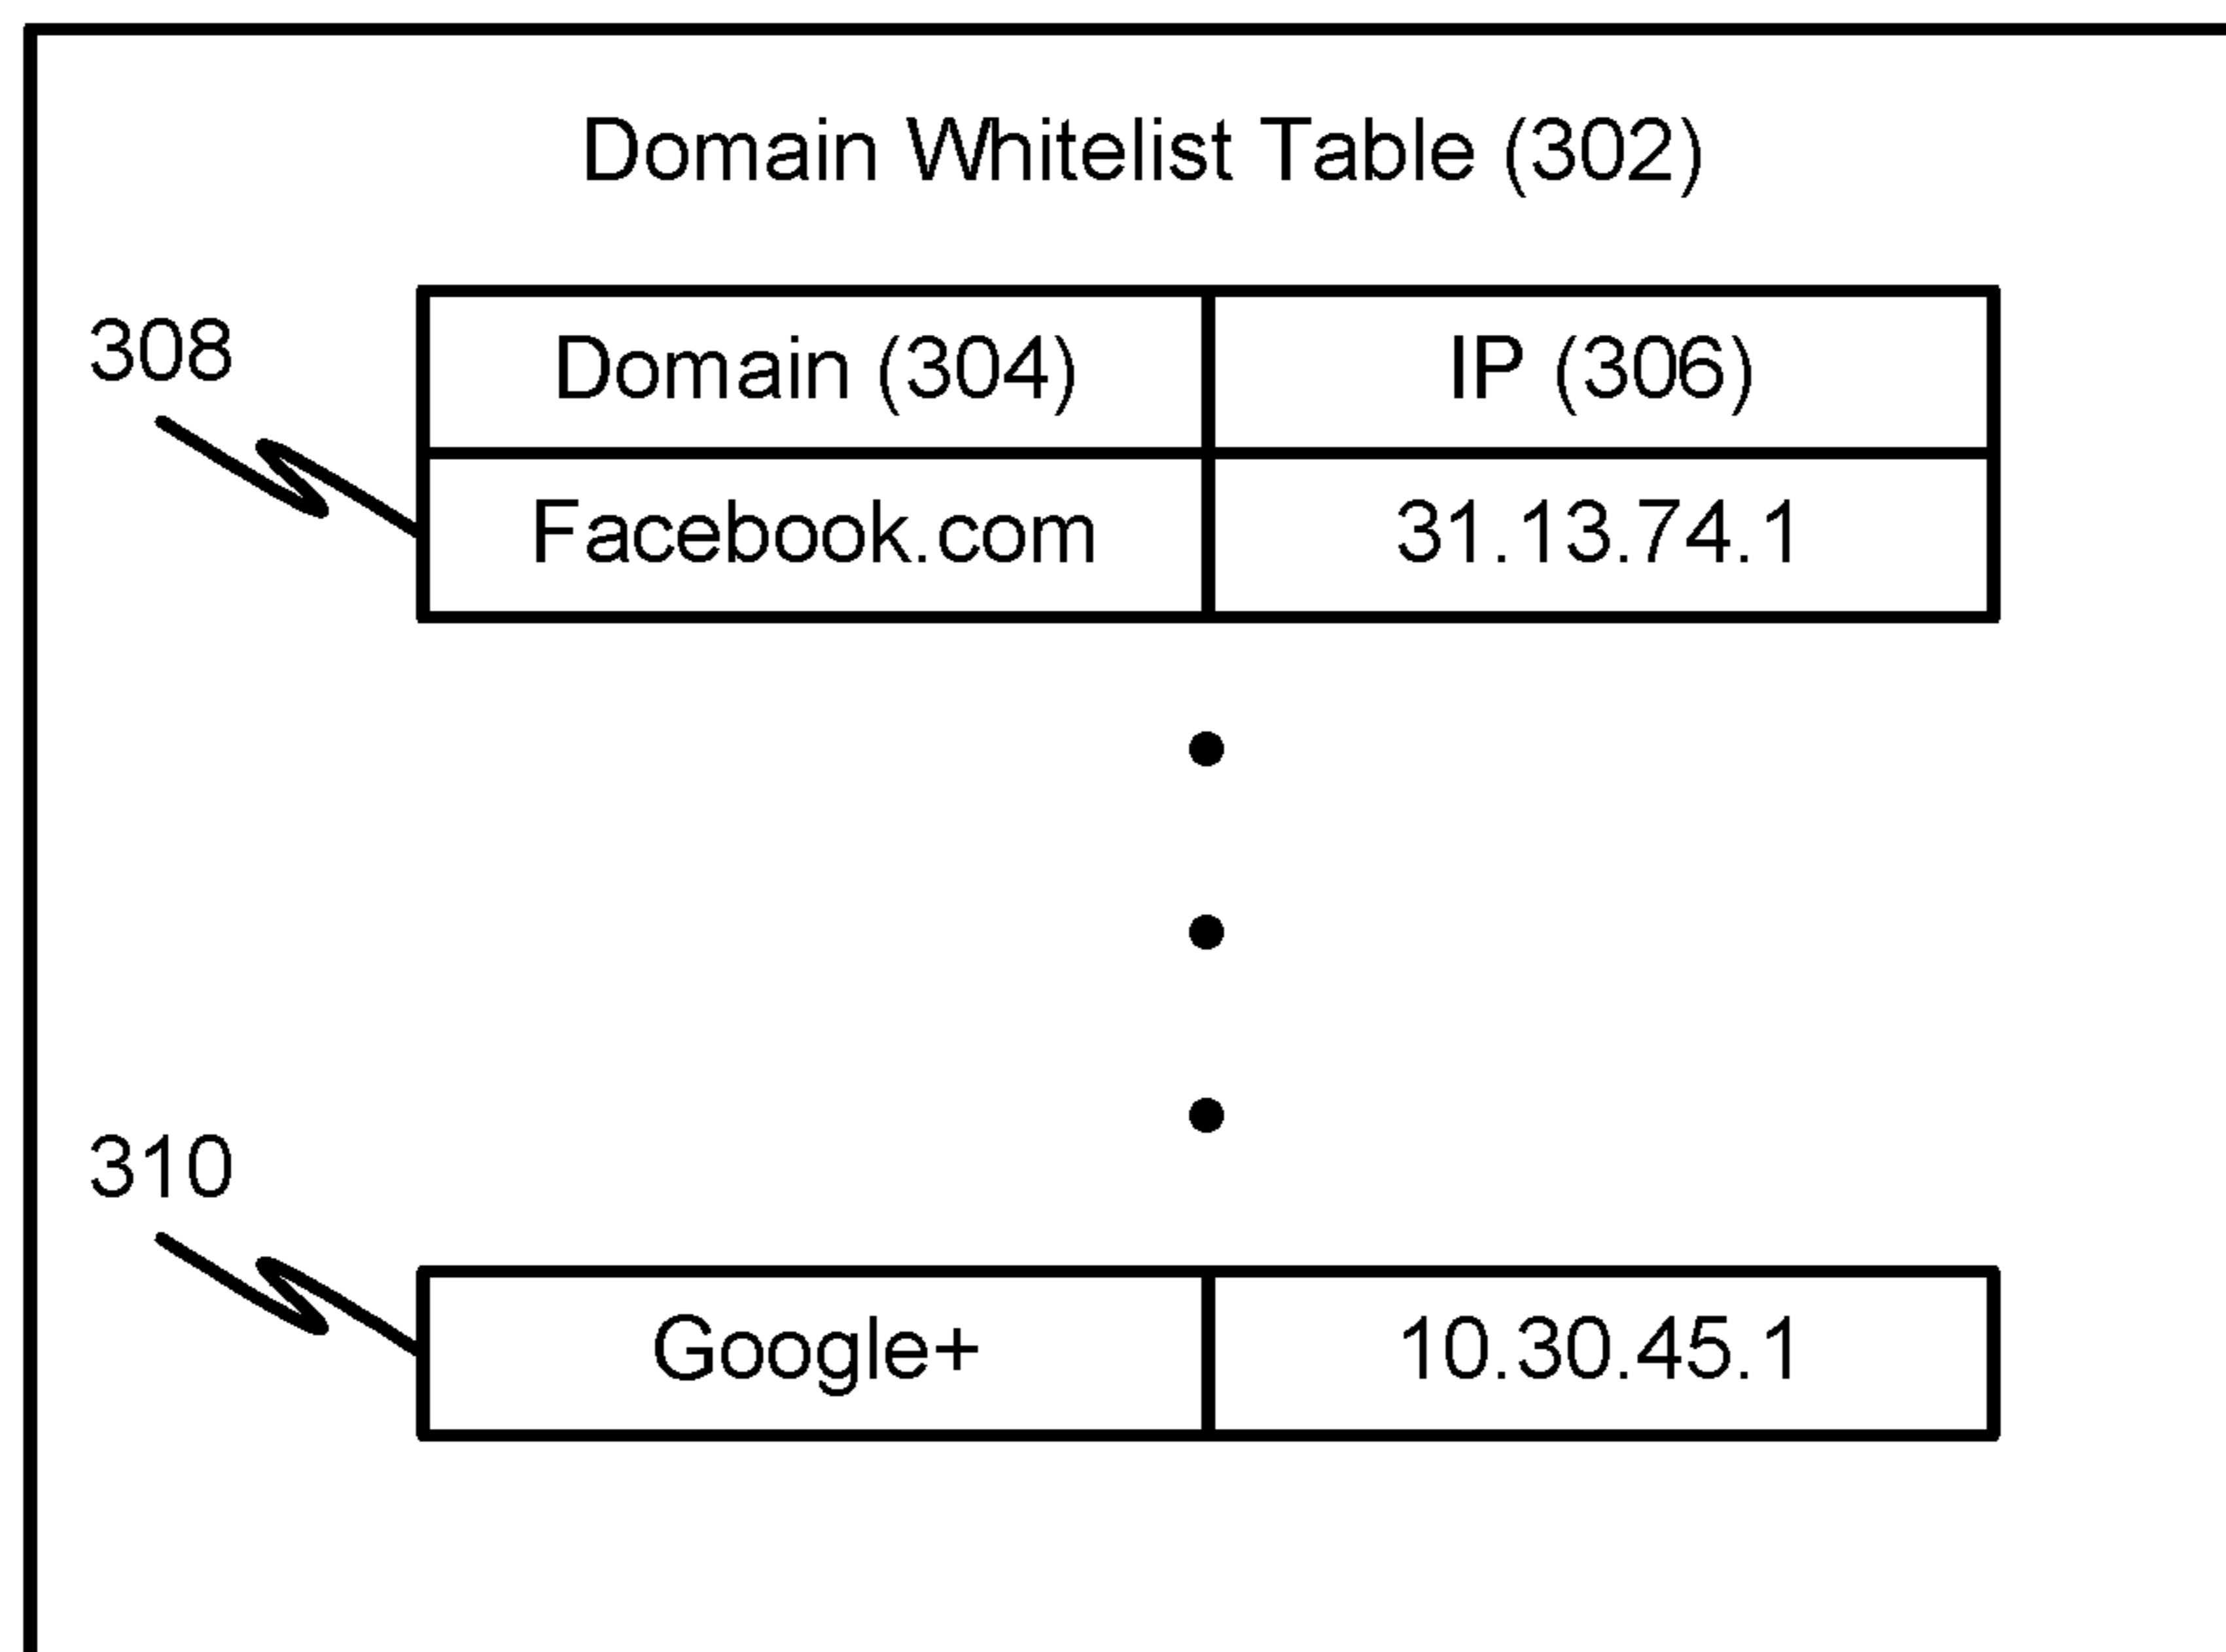 Domain Whitelist Table (302)
308
Domain (304) IP (306)
Facebook.com 31.13.74.1
310
Google+ 10.30.45.1